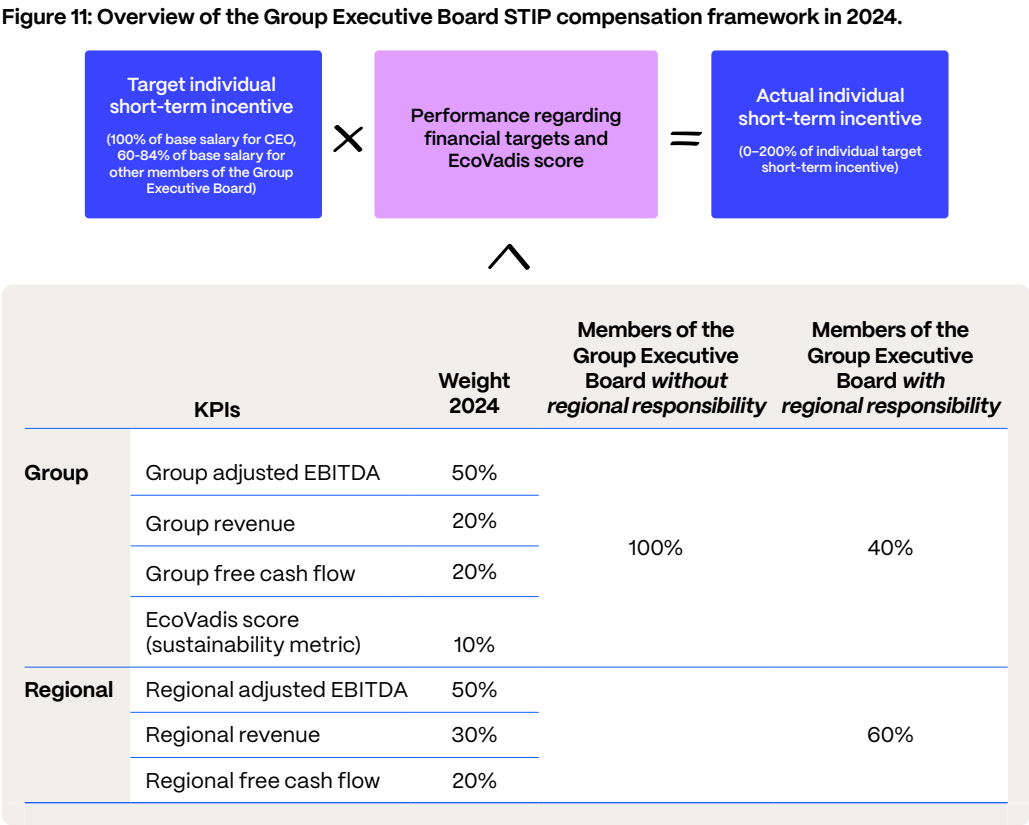 Figure 11: Overview of the Group Executive Board STIP compensation framework in 2024.
Target individual
short-term incentive
(100% of base salary for CEO,
60-84% of base salary for
other members of the Group
Executive Board)
×
Performance regarding
financial targets and
EcoVadis score
=
Actual individual
short-term incentive
(0–200% of individual target
short-term incentive)
KPIs
Weight
2024
Members of the
Group Executive
Board without
regional responsibility
Members of the
Group Executive
Board with
regional responsibility
Group
Group adjusted EBITDA 50%
Group revenue 20%
Group free cash flow 20%
EcoVadis score
(sustainability metric) 10%
100%
40%
Regional
Regional adjusted EBITDA 50%
Regional revenue 30%
Regional free cash flow 20%
60%